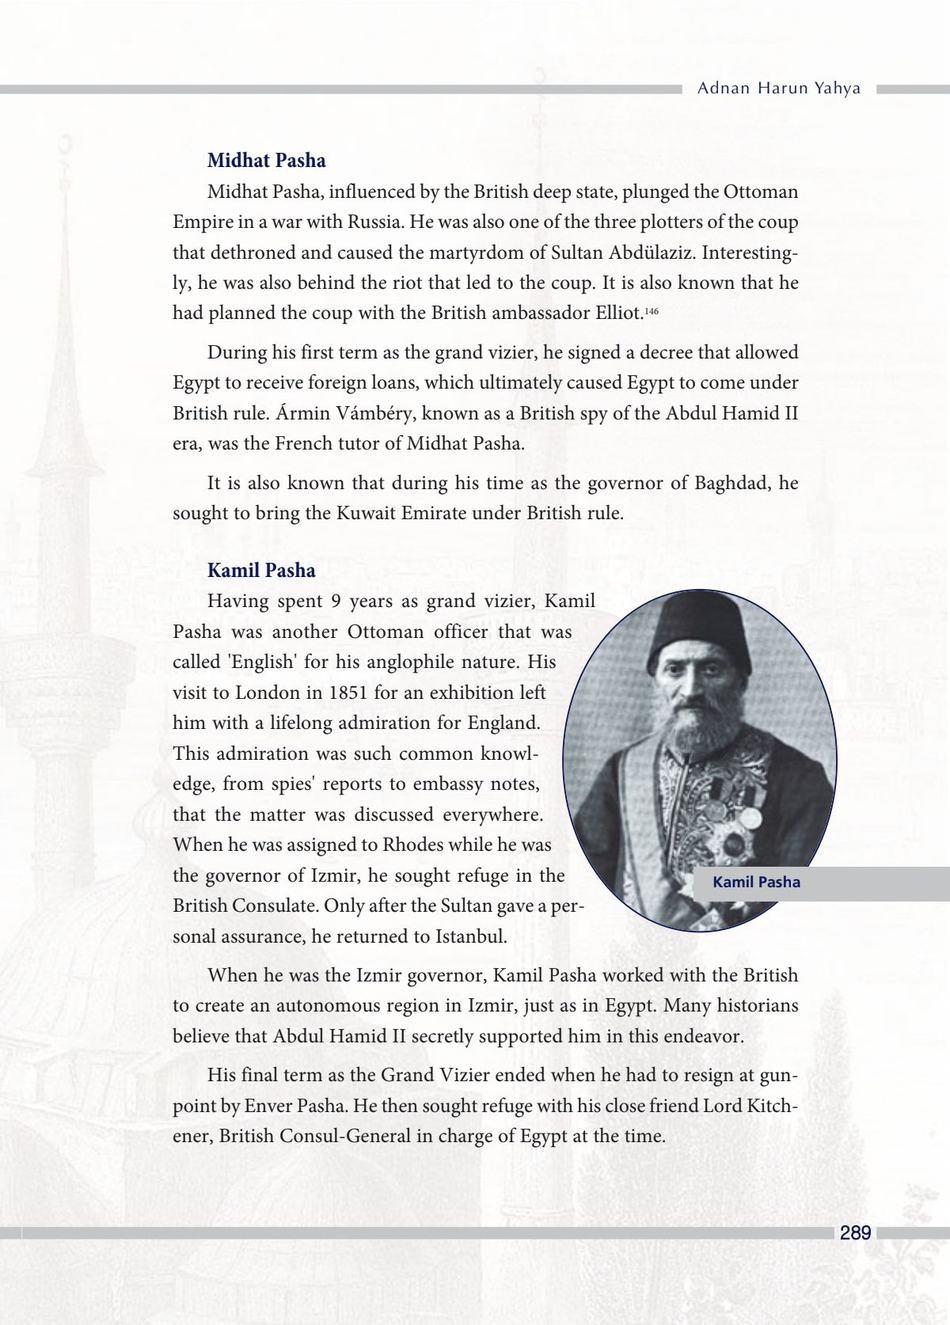 Adnan Harun Yahya
Midhat Pasha
Midhat Pasha, influenced by the British deep state, plunged the Ottoman
Empire in a war with Russia. He was also one of the three plotters of the coup
that dethroned and caused the martyrdom of Sultan Abdülaziz. Interesting-
ly, he was also behind the riot that led to the coup. It is also known that he
had planned the coup with the British ambassador Elliot.146
During his first term as the grand vizier, he signed a decree that allowed
Egypt to receive foreign loans, which ultimately caused Egypt to come under
British rule. Ármin Vámbéry, known as a British spy of the Abdul Hamid II
era, was the French tutor of Midhat Pasha.
It is also known that during his time as the governor of Baghdad, he
sought to bring the Kuwait Emirate under British rule.
Kamil Pasha
Having spent 9 years as grand vizier, Kamil
Pasha was another Ottoman officer that was
called 'English' for his anglophile nature. His
visit to London in 1851 for an exhibition left
him with a lifelong admiration for England.
This admiration was such common knowl-
edge, from spies' reports to embassy notes,
that the matter was discussed everywhere.
When he was assigned to Rhodes while he was
the governor of Izmir, he sought refuge in the
British Consulate. Only after the Sultan gave a per-
sonal assurance, he returned to Istanbul.
Kamil Pasha
When he was the Izmir governor, Kamil Pasha worked with the British
to create an autonomous region in Izmir, just as in Egypt. Many historians
believe that Abdul Hamid II secretly supported him in this endeavor.
His final term as the Grand Vizier ended when he had to resign at gun-
point by Enver Pasha. He then sought refuge with his close friend Lord Kitch-
ener, British Consul-General in charge of Egypt at the time.
289